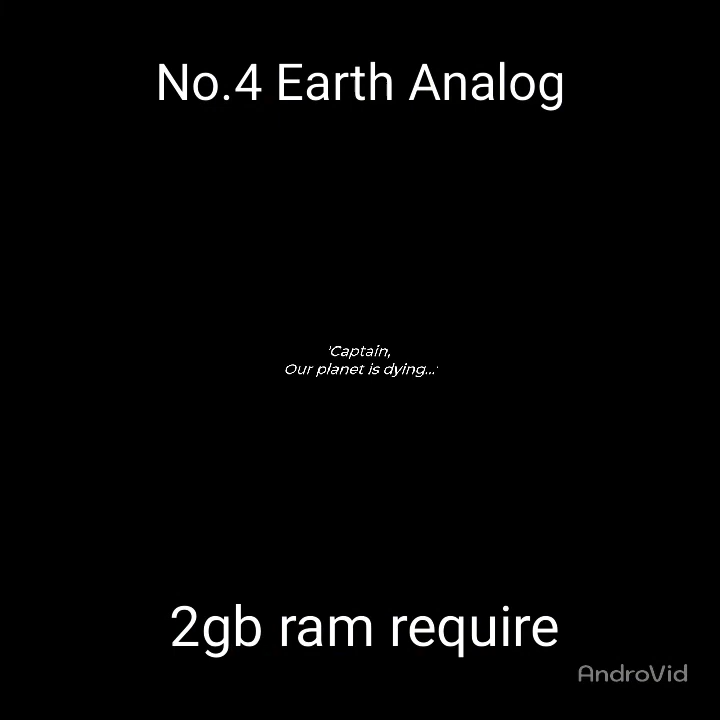 No.4 Earth Analog
'Captain,
Our planet is dying...'
2gb ram require
AndroVid